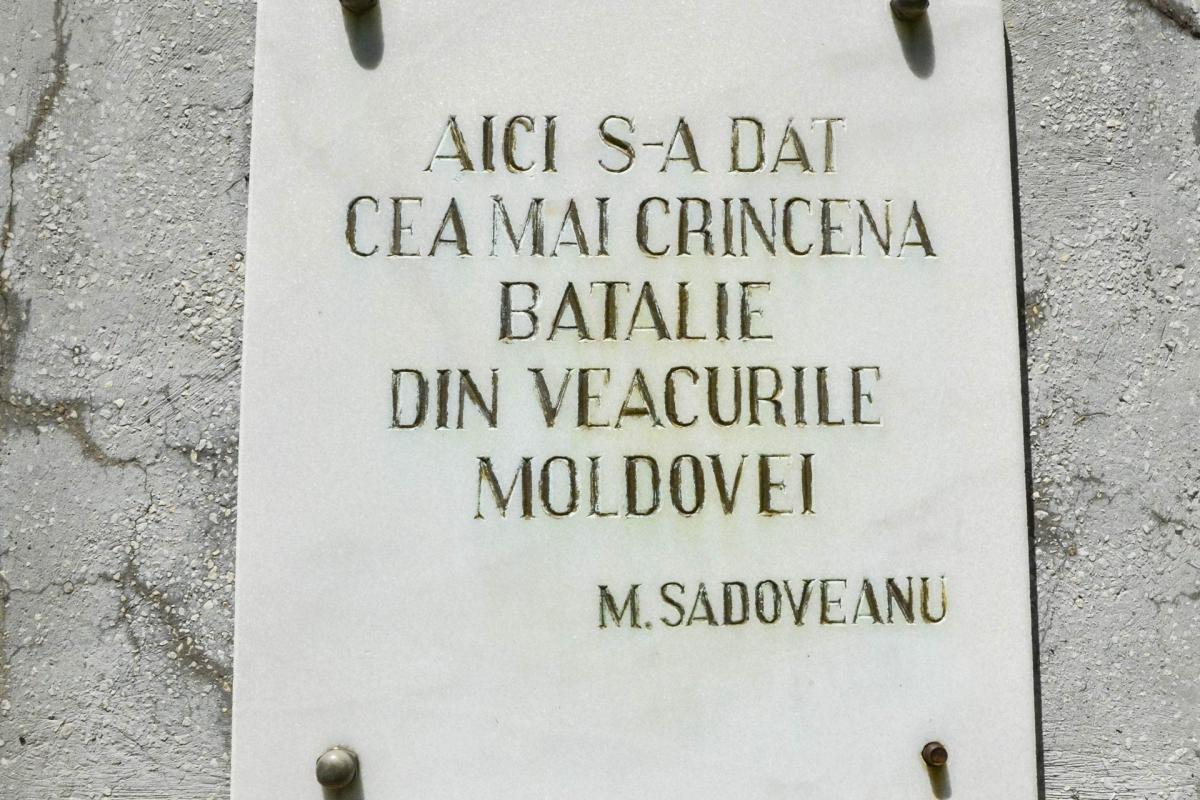 AICI S-A DAT
CEA MAI CRINCENA
BATALIE
DIN VEACURILE
MOLDOVEI
M. SADOVEANU